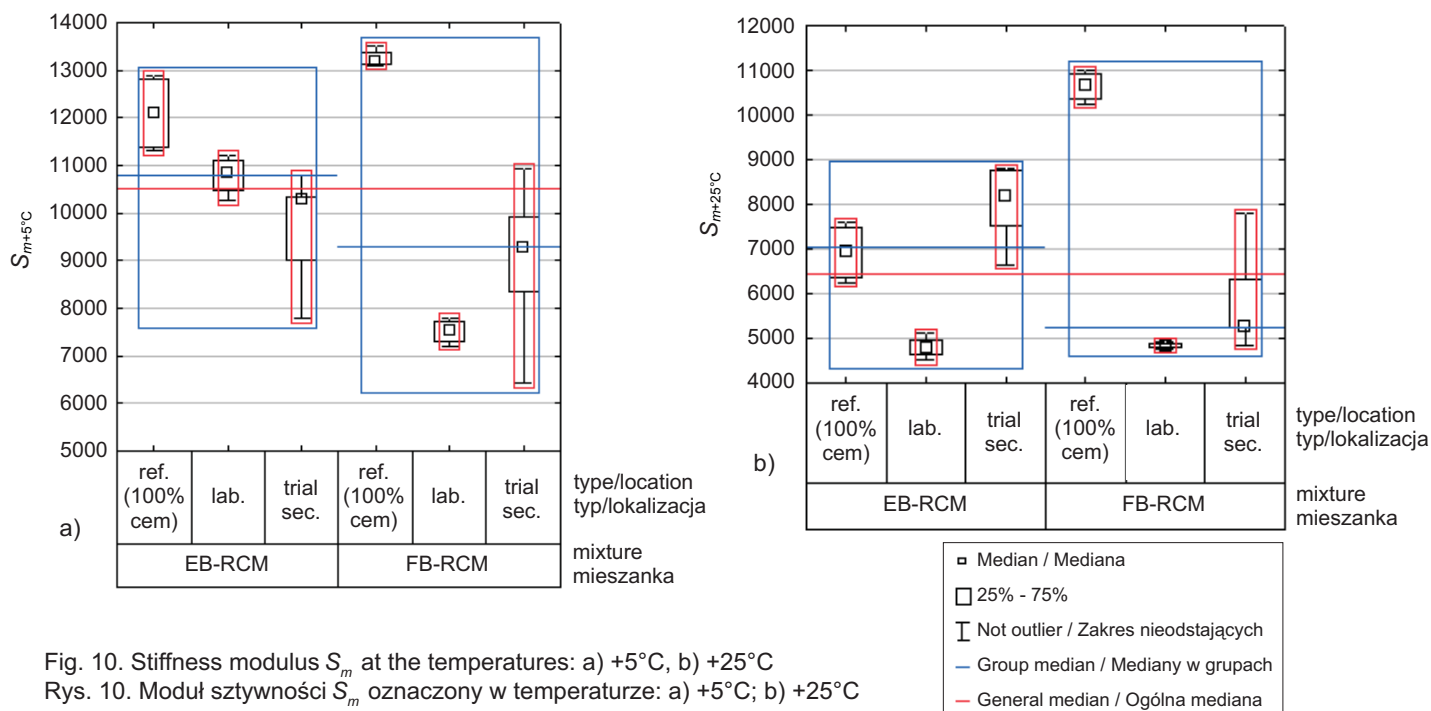 14000
13000
12000
11000
10000
9000
8000
7000
6000
5000
Sm+5°C
ref. (100% cem)
lab.
trial sec.
ref. (100% cem)
lab.
trial sec.
type/location
typ/lokalizacja
a)
EB-RCM
FB-RCM
mixture
mieszanka
12000
11000
10000
9000
8000
7000
6000
5000
4000
Sm+25°C
ref. (100% cem)
lab.
trial sec.
ref. (100% cem)
lab.
trial sec.
type/location
typ/lokalizacja
b)
EB-RCM
FB-RCM
mixture
mieszanka
Median / Mediana
25% - 75%
Not outlier / Zakres nieodstających
Group median / Mediany w grupach
General median / Ogólna mediana
Fig. 10. Stiffness modulus Sm at the temperatures: a) +5°C, b) +25°C
Rys. 10. Moduł sztywności Sm oznaczony w temperaturze: a) +5°C; b) +25°C